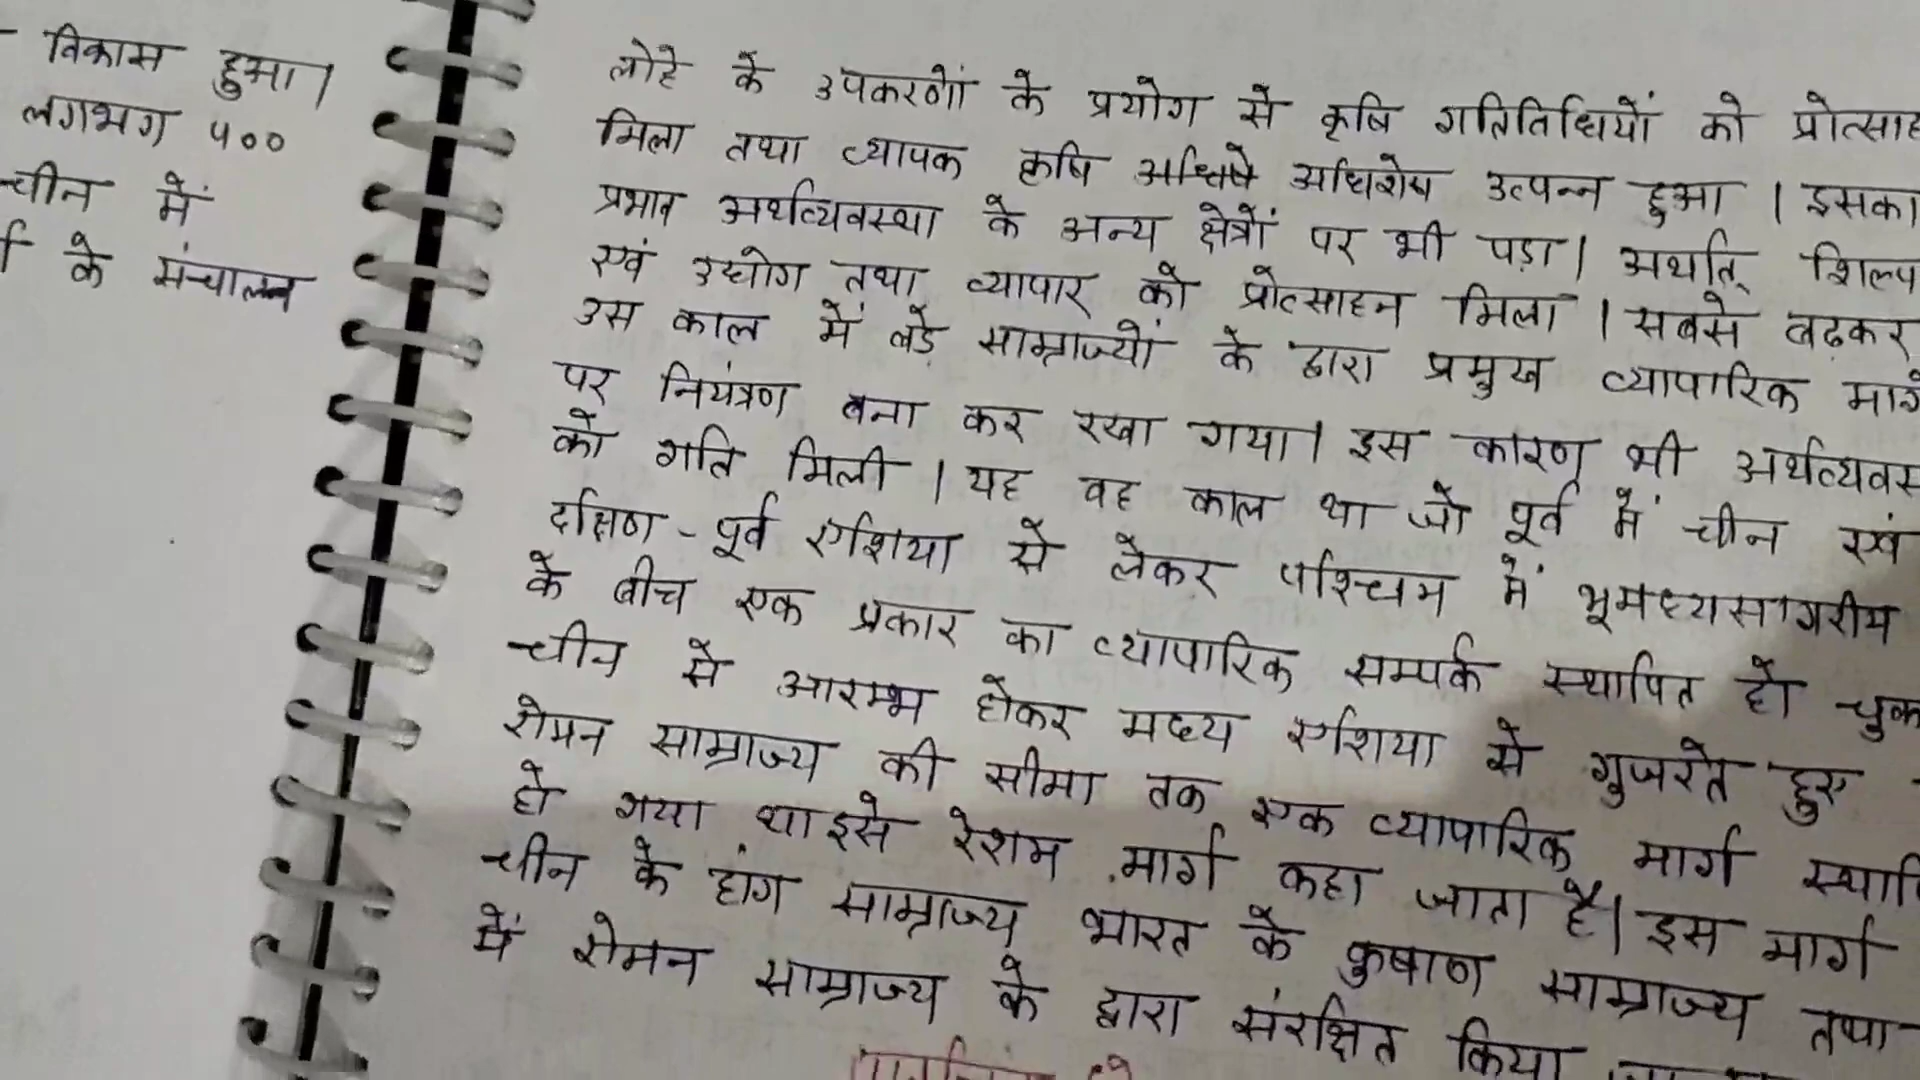 विकास हुआ।
लगभग ५००
चीन में
के संचालन
लोहे के उपकरणों के प्रयोग से कृषि गतितिधियों को प्रोत्साह
मिला तथा व्यापक कृषि अधिशेष उत्पन्न हुआ । इसका
प्रभाव अर्थव्यवस्था के अन्य क्षेत्रों पर भी पड़ा। अर्थात् शिल्प
एवं उद्योग तथा व्यापार को प्रोत्साहन मिला । सबसे बढ़कर
उस काल में बड़े साम्राज्यों के द्वारा प्रमुख व्यापारिक मार्ग
पर नियंत्रण बना कर रखा गया। इस कारण भी अर्थव्यवस
को गति मिली । यह वह काल था जो पूर्व में चीन एवं
दक्षिण - पूर्व एशिया से लेकर पश्चिम में भूमध्यसागरीय
के बीच एक प्रकार का व्यापारिक सम्पर्क स्थापित हो चुक
चीन से आरम्भ होकर मध्य एशिया से गुजरते हुए
रोमन साम्राज्य की सीमा तक एक व्यापारिक मार्ग स्थापि
हो गया था इसे रेशम मार्ग कहा जाता है। इस मार्ग
चीन के हांग साम्राज्य भारत के कुषाण साम्राज्य तथा
में रोमन साम्राज्य के द्वारा संरक्षित किया